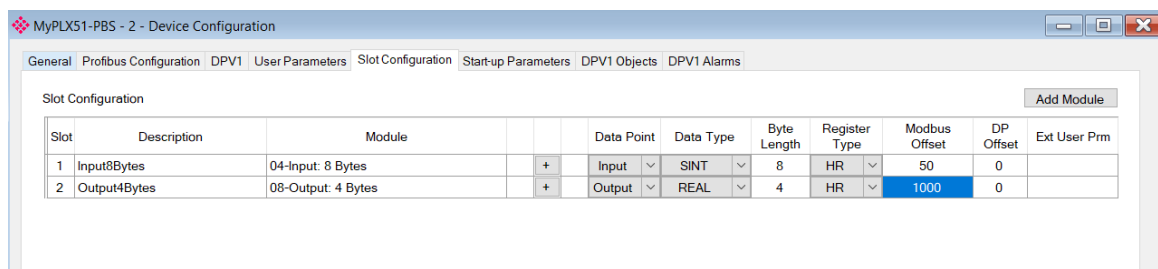 MyPLX51-PBS - 2 - Device Configuration
General Profibus Configuration DPV1 User Parameters Slot Configuration Start-up Parameters DPV1 Objects DPV1 Alarms
Slot Configuration Add Module
Slot Description Module Data Point Data Type Byte Length Register Type Modbus Offset DP Offset Ext User Prm
1 Input8Bytes 04-Input: 8 Bytes + Input SINT 8 HR 50 0
2 Output4Bytes 08-Output: 4 Bytes + Output REAL 4 HR 1000 0